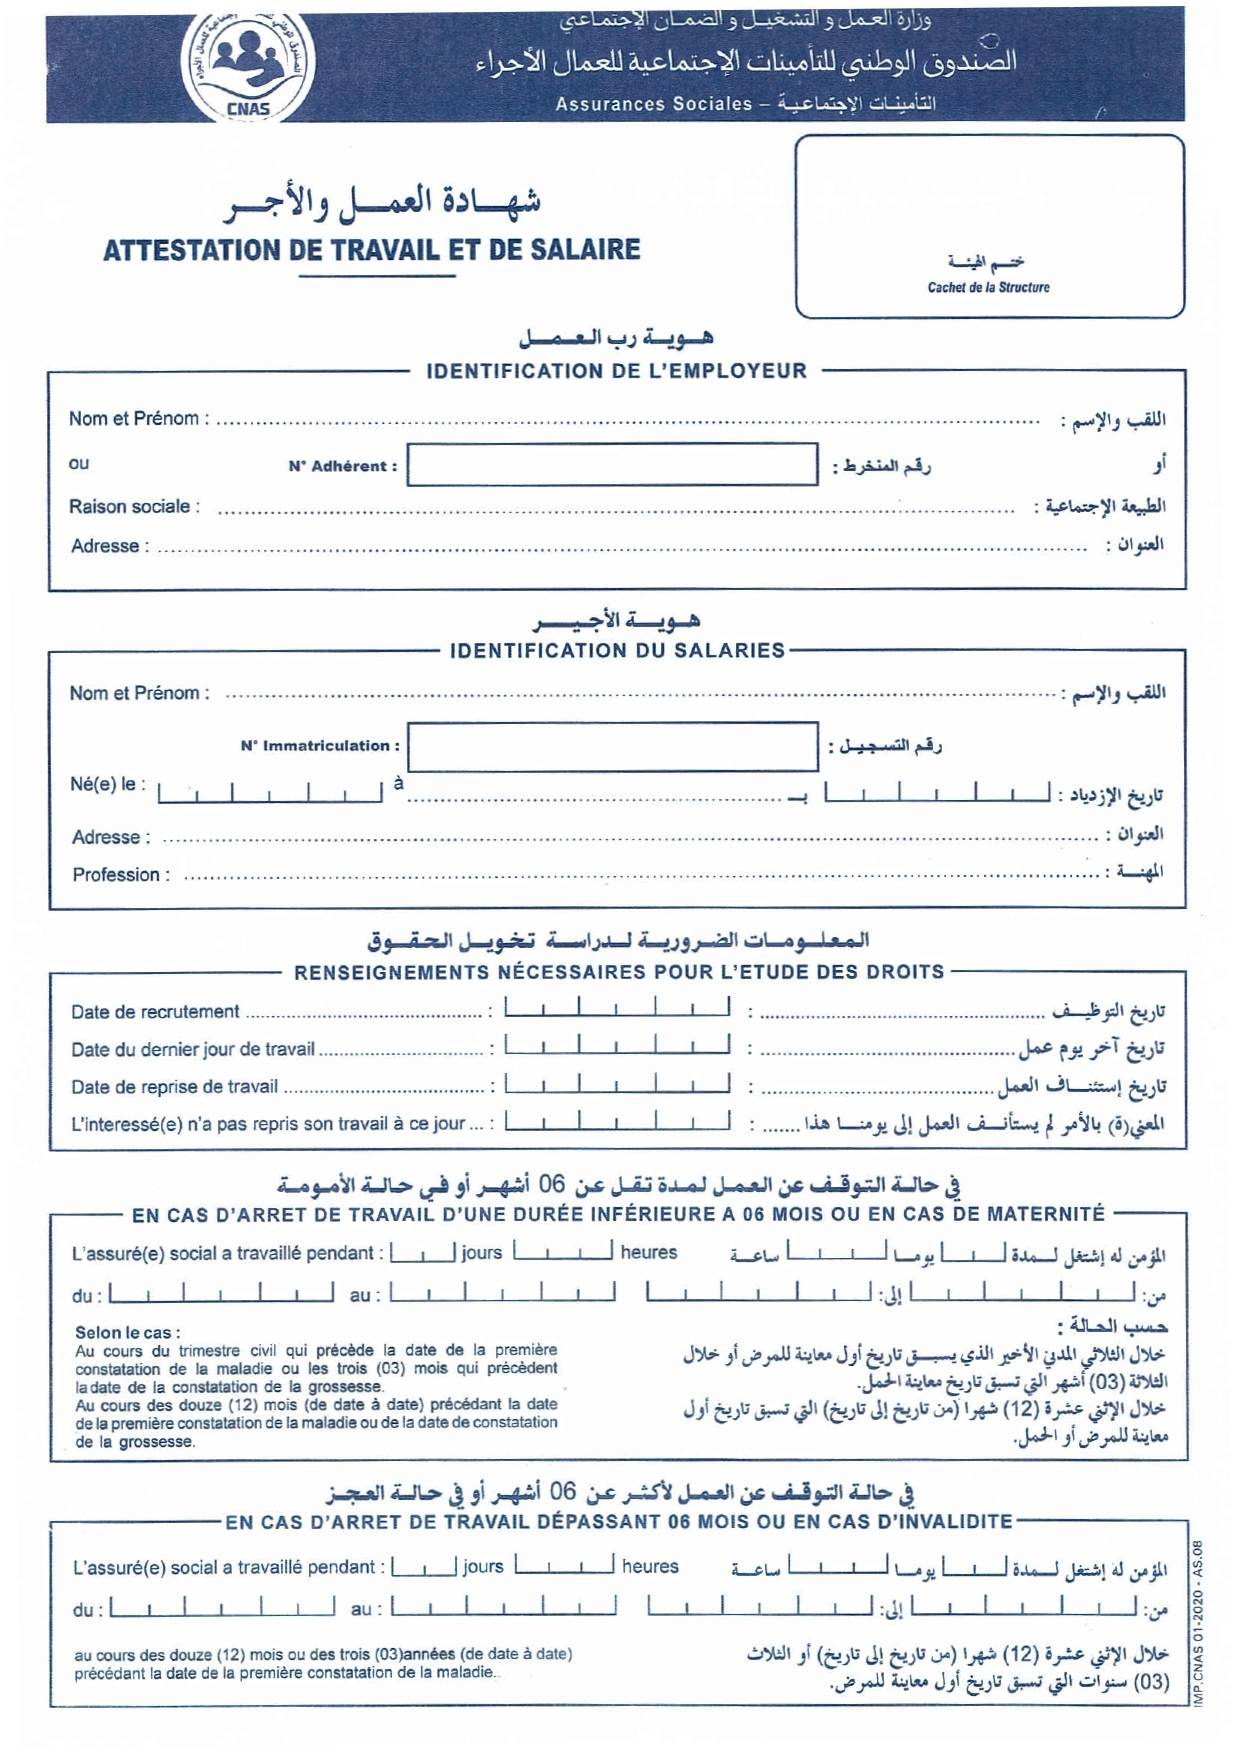 وزارة العمل و التشغيل و الضمان الإجتماعي
الصندوق الوطني للتأمينات الإجتماعية للعمال الأجراء
Assurances Sociales – التأمينات الإجتماعية
CNAS
شهادة العمل والأجر
ATTESTATION DE TRAVAIL ET DE SALAIRE
ختم الهيئة
Cachet de la Structure
هوية رب العمل
IDENTIFICATION DE L'EMPLOYEUR
Nom et Prénom : اللقب والإسم :
ou N° Adhérent : رقم المنخرط : أو
Raison sociale : الطبيعة الإجتماعية :
Adresse : العنوان :
هوية الأجير
IDENTIFICATION DU SALARIES
Nom et Prénom : اللقب والإسم :
N° Immatriculation : رقم التسجيل :
Né(e) le : à بـ تاريخ الإزدياد :
Adresse : العنوان :
Profession : المهنة :
المعلومات الضرورية لدراسة تخويل الحقوق
RENSEIGNEMENTS NÉCESSAIRES POUR L'ETUDE DES DROITS
Date de recrutement : : تاريخ التوظيف
Date du dernier jour de travail : : تاريخ آخر يوم عمل
Date de reprise de travail : : تاريخ إستئناف العمل
L'interessé(e) n'a pas repris son travail à ce jour ... : : المعني(ة) بالأمر لم يستأنف العمل إلى يومنا هذا
في حالة التوقف عن العمل لمدة تقل عن 06 أشهر أو في حالة الأمومة
EN CAS D'ARRET DE TRAVAIL D'UNE DURÉE INFÉRIEURE A 06 MOIS OU EN CAS DE MATERNITÉ
L'assuré(e) social a travaillé pendant : jours heures المؤمن له إشتغل لمدة يوما ساعة
du : au : من: إلى:
Selon le cas : حسب الحالة :
Au cours du trimestre civil qui précède la date de la première
constatation de la maladie ou les trois (03) mois qui précèdent
la date de la constatation de la grossesse.
Au cours des douze (12) mois (de date à date) précédant la date
de la première constatation de la maladie ou de la date de constatation
de la grossesse.
خلال الثلاثي المدني الأخير الذي يسبق تاريخ أول معاينة للمرض أو خلال
الثلاثة (03) أشهر التي تسبق تاريخ معاينة الحمل.
خلال الإثني عشرة (12) شهرا (من تاريخ إلى تاريخ) التي تسبق تاريخ أول
معاينة للمرض أو الحمل.
في حالة التوقف عن العمل لأكثر عن 06 أشهر أو في حالة العجز
EN CAS D'ARRET DE TRAVAIL DÉPASSANT 06 MOIS OU EN CAS D'INVALIDITE
L'assuré(e) social a travaillé pendant : jours heures المؤمن له إشتغل لمدة يوما ساعة
du : au : من: إلى:
au cours des douze (12) mois ou des trois (03)années (de date à date)
précédant la date de la première constatation de la maladie..
خلال الإثني عشرة (12) شهرا (من تاريخ إلى تاريخ) أو الثلاث
(03) سنوات التي تسبق تاريخ أول معاينة للمرض.
IMP.CNAS 01-2020 - AS.08